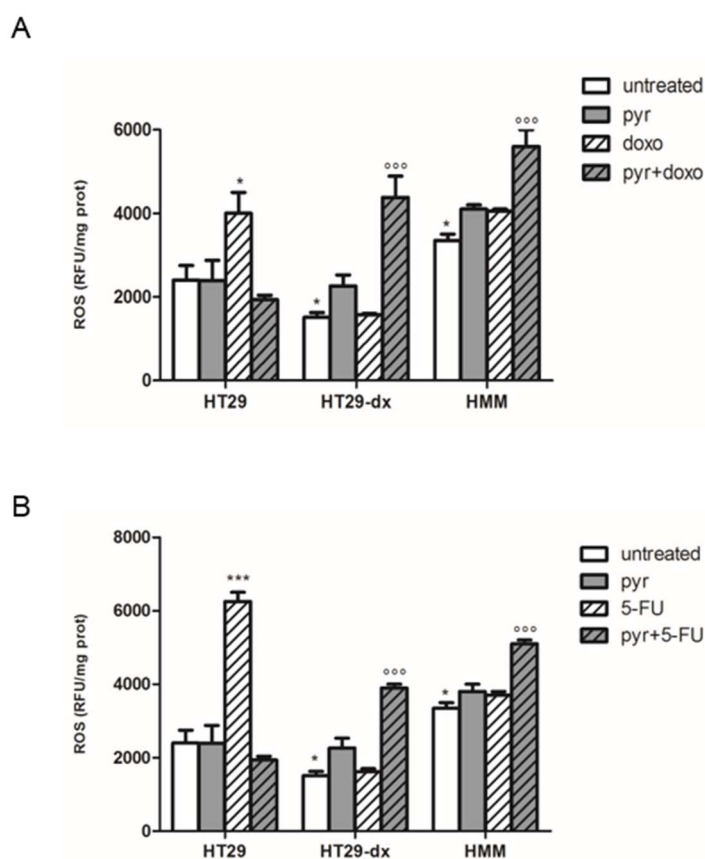 A
untreated
pyr
doxo
pyr+doxo
ROS (RFU/mg prot)
6000
4000
2000
0
*
*
°°°
*
°°°
HT29
HT29-dx
HMM
B
untreated
pyr
5-FU
pyr+5-FU
ROS (RFU/mg prot)
8000
6000
4000
2000
0
***
*
°°°
*
°°°
HT29
HT29-dx
HMM